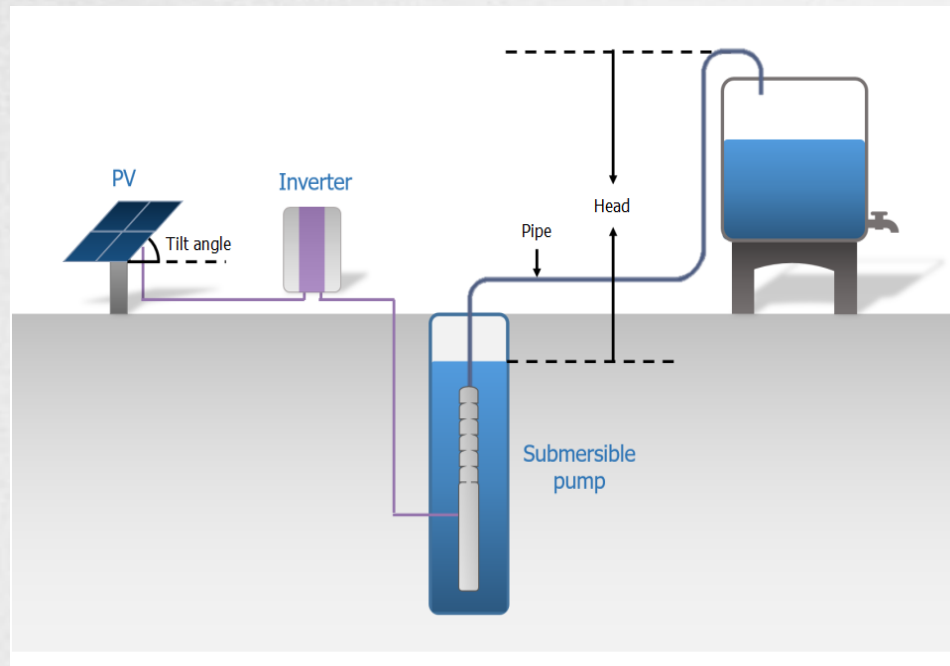 PV
Inverter
Tilt angle
Head
Pipe
Submersible
pump